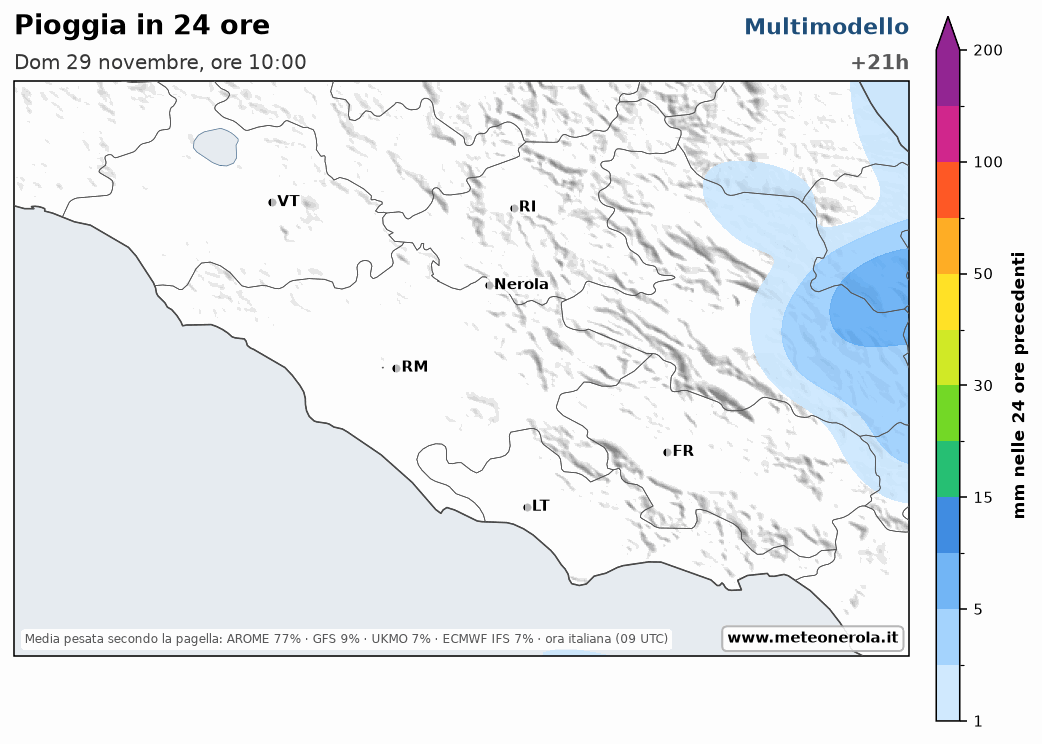 Pioggia in 24 ore
Multimodello
Dom 29 novembre, ore 10:00
+21h
VT
RI
Nerola
RM
FR
LT
Media pesata secondo la pagella: AROME 77% · GFS 9% · UKMO 7% · ECMWF IFS 7% · ora italiana (09 UTC)
www.meteonerola.it
200
100
50
30
15
5
1
mm nelle 24 ore precedenti